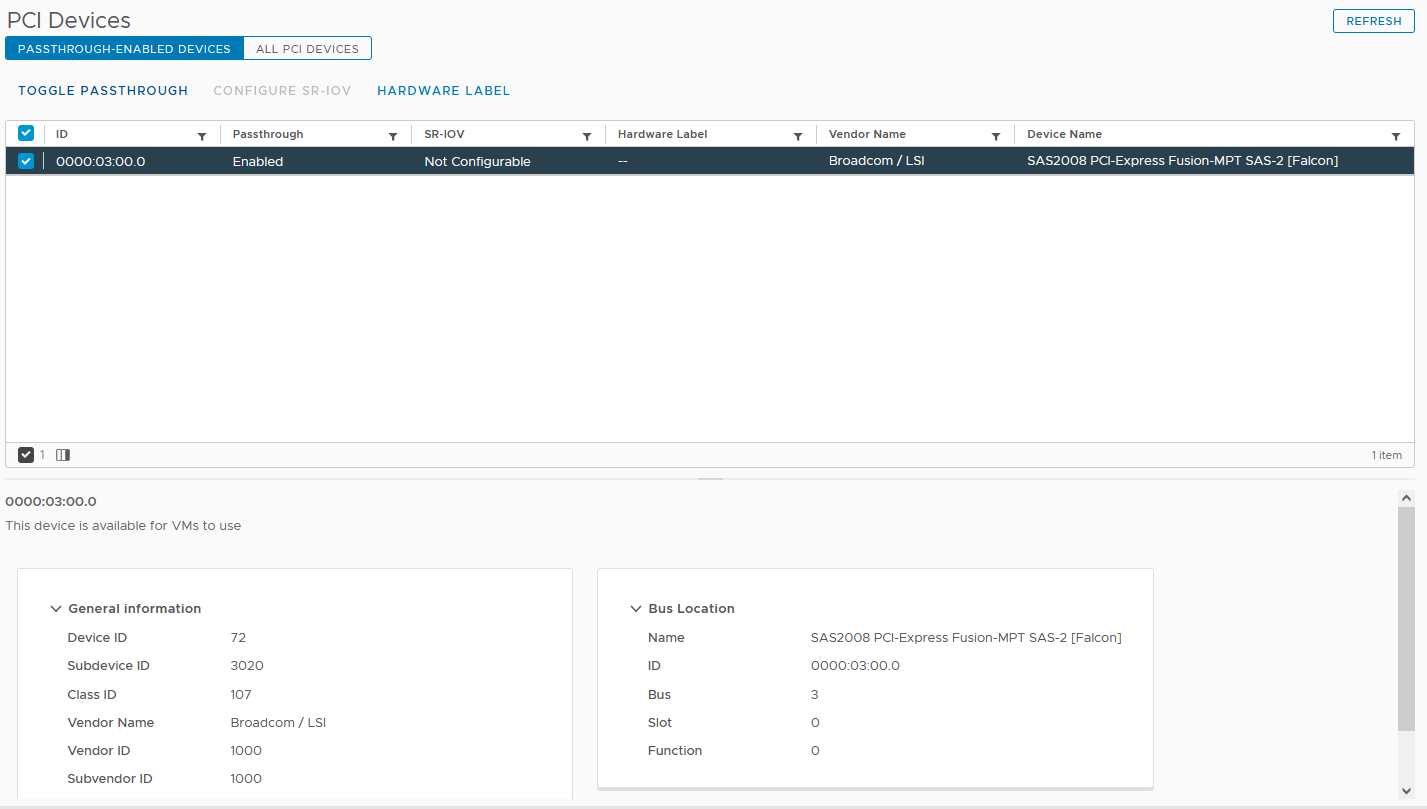 PCI Devices
REFRESH
PASSTHROUGH-ENABLED DEVICES ALL PCI DEVICES
TOGGLE PASSTHROUGH CONFIGURE SR-IOV HARDWARE LABEL
ID Passthrough SR-IOV Hardware Label Vendor Name Device Name
0000:03:00.0 Enabled Not Configurable -- Broadcom / LSI SAS2008 PCI-Express Fusion-MPT SAS-2 [Falcon]
1 1 item
0000:03:00.0
This device is available for VMs to use
General information
Device ID 72
Subdevice ID 3020
Class ID 107
Vendor Name Broadcom / LSI
Vendor ID 1000
Subvendor ID 1000
Bus Location
Name SAS2008 PCI-Express Fusion-MPT SAS-2 [Falcon]
ID 0000:03:00.0
Bus 3
Slot 0
Function 0